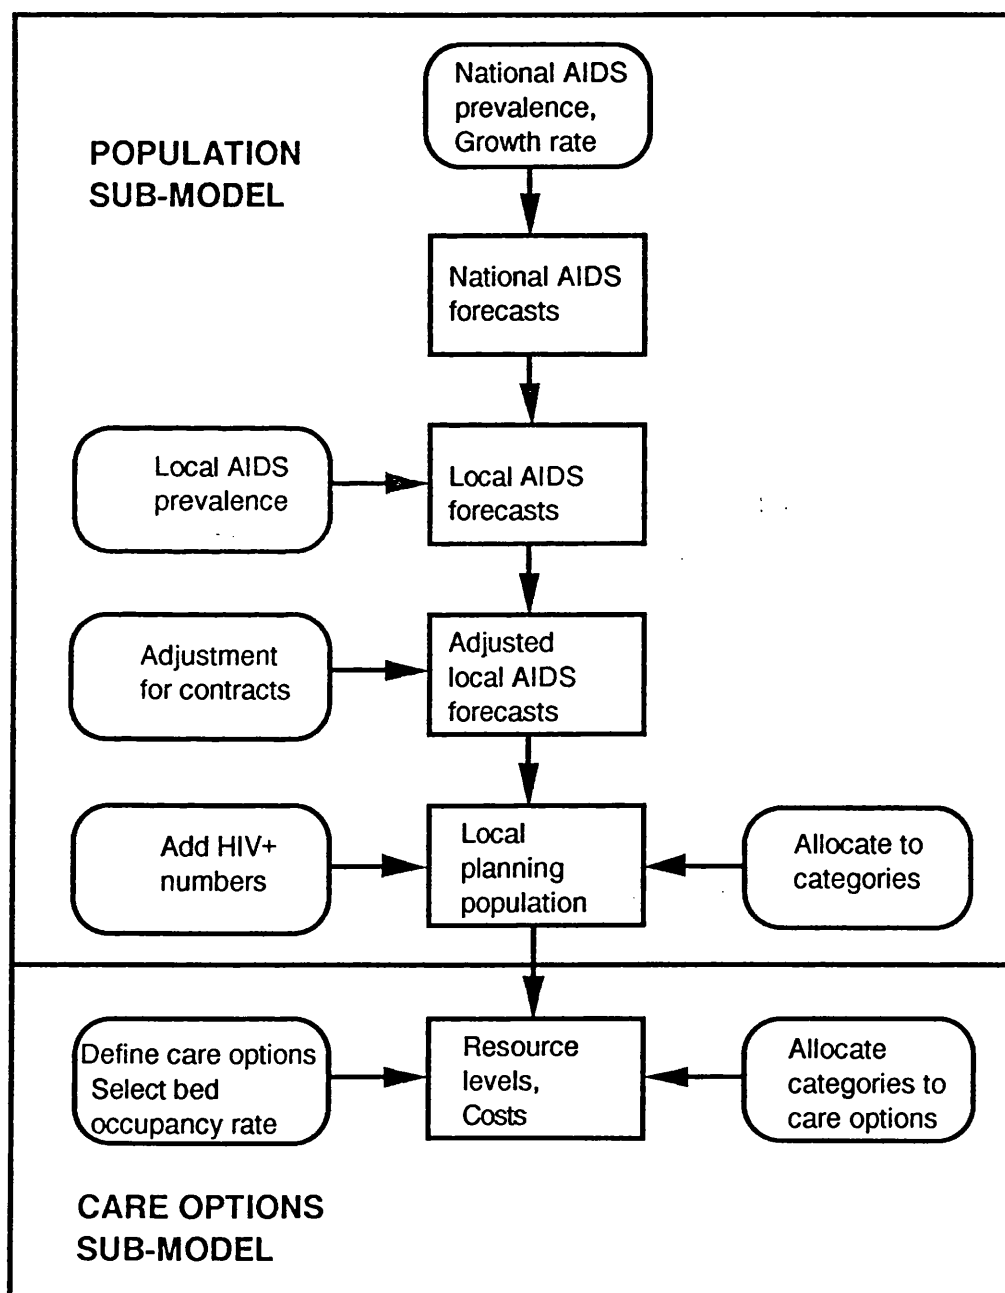 National AIDS
prevalence,
Growth rate
POPULATION
SUB-MODEL
National AIDS
forecasts
Local AIDS
prevalence
Local AIDS
forecasts
Adjustment
for contracts
Adjusted
local AIDS
forecasts
Add HIV+
numbers
Local
planning
population
Allocate to
categories
Define care options
Select bed
occupancy rate
Resource
levels,
Costs
Allocate
categories to
care options
CARE OPTIONS
SUB-MODEL